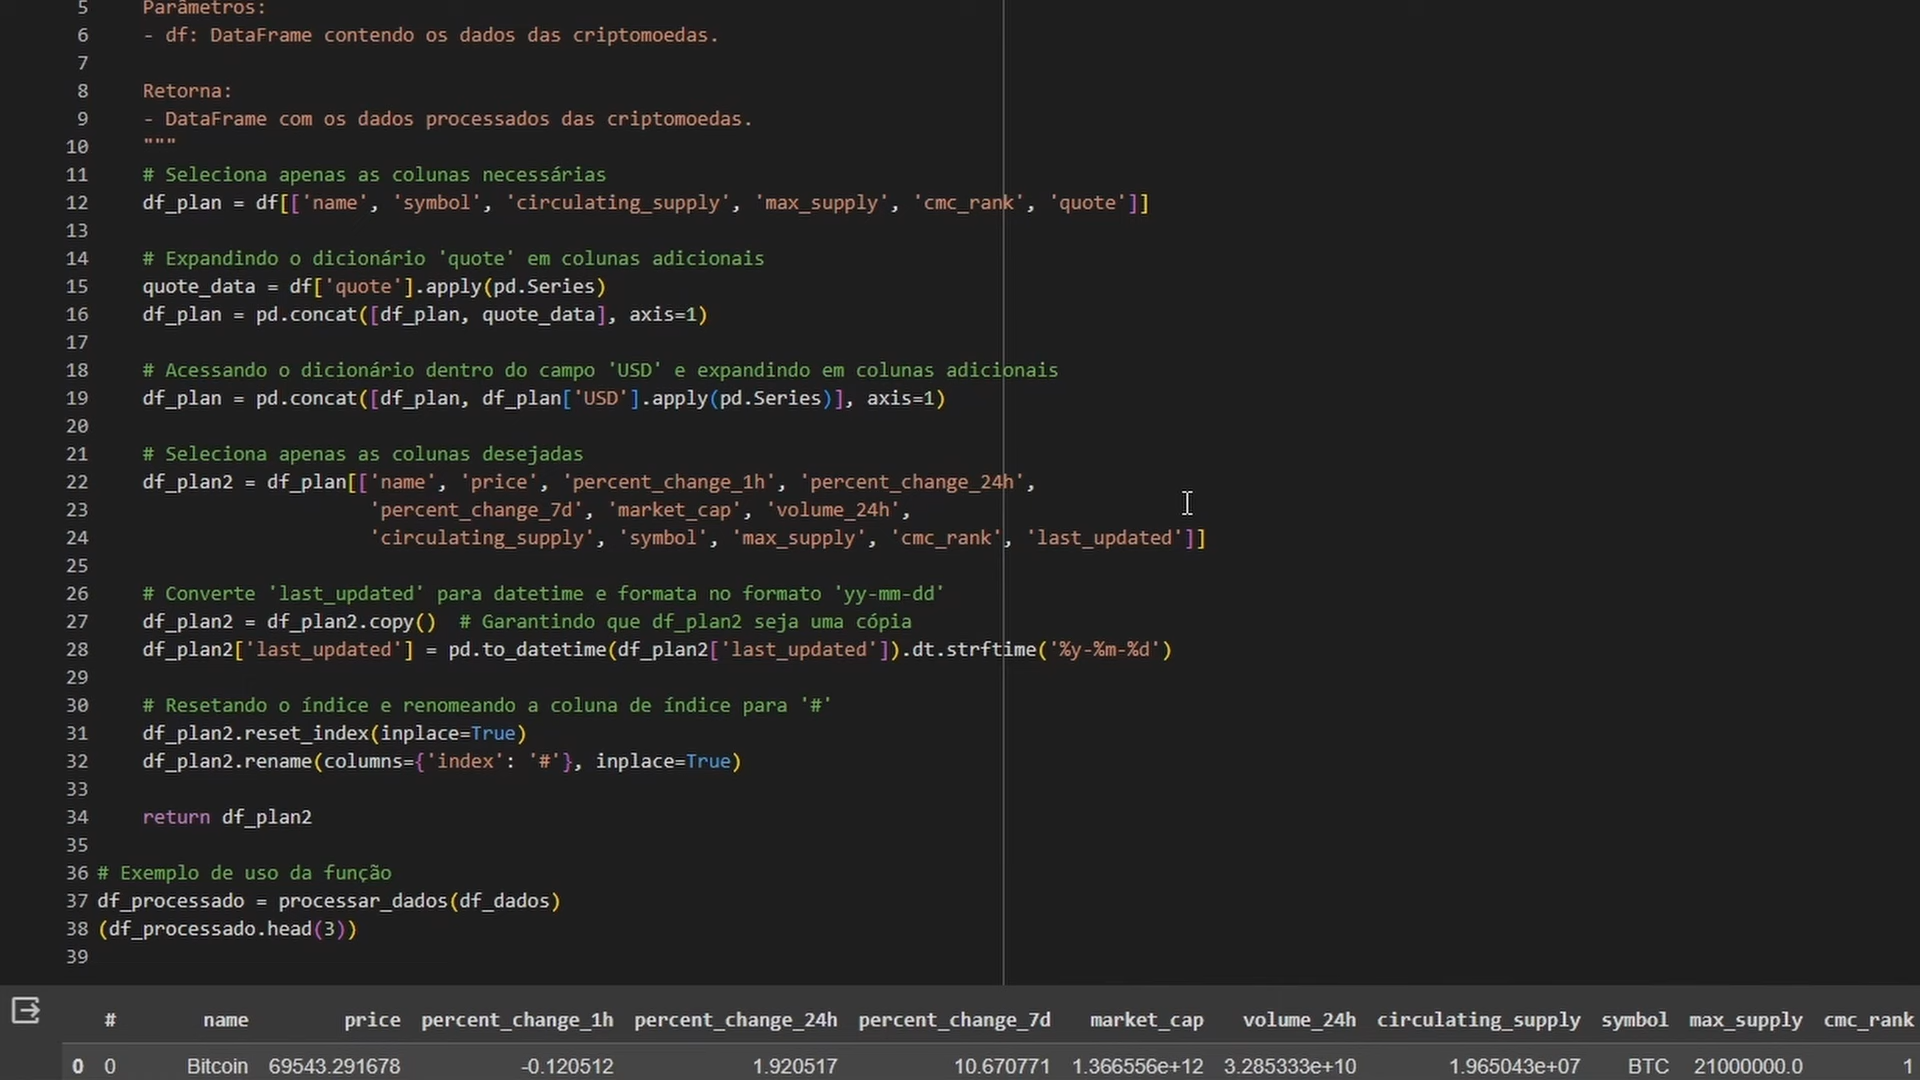 5 Parâmetros:
6 - df: DataFrame contendo os dados das criptomoedas.
7
8 Retorna:
9 - DataFrame com os dados processados das criptomoedas.
10 """
11 # Seleciona apenas as colunas necessárias
12 df_plan = df[['name', 'symbol', 'circulating_supply', 'max_supply', 'cmc_rank', 'quote']]
13
14 # Expandindo o dicionário 'quote' em colunas adicionais
15 quote_data = df['quote'].apply(pd.Series)
16 df_plan = pd.concat([df_plan, quote_data], axis=1)
17
18 # Acessando o dicionário dentro do campo 'USD' e expandindo em colunas adicionais
19 df_plan = pd.concat([df_plan, df_plan['USD'].apply(pd.Series)], axis=1)
20
21 # Seleciona apenas as colunas desejadas
22 df_plan2 = df_plan[['name', 'price', 'percent_change_1h', 'percent_change_24h',
23 'percent_change_7d', 'market_cap', 'volume_24h',
24 'circulating_supply', 'symbol', 'max_supply', 'cmc_rank', 'last_updated']]
25
26 # Converte 'last_updated' para datetime e formata no formato 'yy-mm-dd'
27 df_plan2 = df_plan2.copy() # Garantindo que df_plan2 seja uma cópia
28 df_plan2['last_updated'] = pd.to_datetime(df_plan2['last_updated']).dt.strftime('%y-%m-%d')
29
30 # Resetando o índice e renomeando a coluna de índice para '#'
31 df_plan2.reset_index(inplace=True)
32 df_plan2.rename(columns={'index': '#'}, inplace=True)
33
34 return df_plan2
35
36 # Exemplo de uso da função
37 df_processado = processar_dados(df_dados)
38 (df_processado.head(3))
39
# name price percent_change_1h percent_change_24h percent_change_7d market_cap volume_24h circulating_supply symbol max_supply cmc_rank
0 0 Bitcoin 69543.291678 -0.120512 1.920517 10.670771 1.366556e+12 3.285333e+10 1.965043e+07 BTC 21000000.0 1